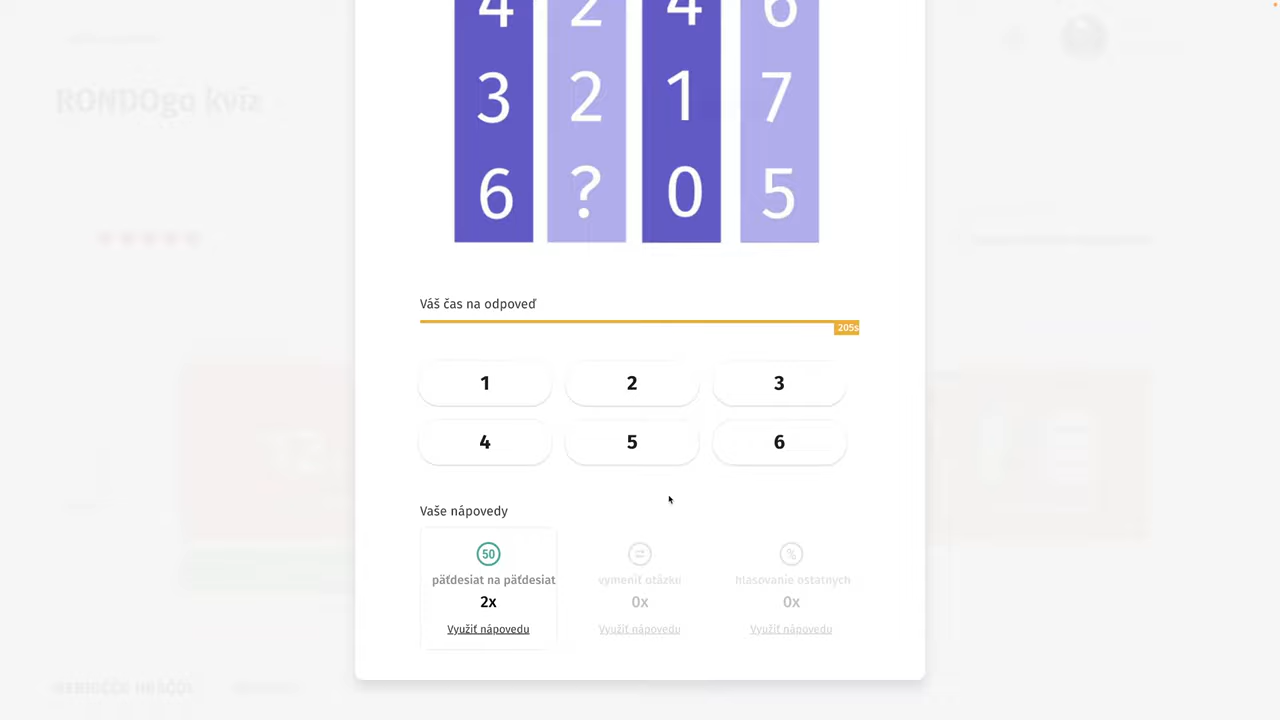 4 2 4 6
RONDOgo kvíz
3 2 1 7
6 ? 0 5
Váš čas na odpoveď
205s
1 2 3
4 5 6
Vaše nápovedy
50 %
päťdesiat na päťdesiat vymeniť otázku hlasovanie ostatných
2x 0x 0x
Využiť nápovedu Využiť nápovedu Využiť nápovedu